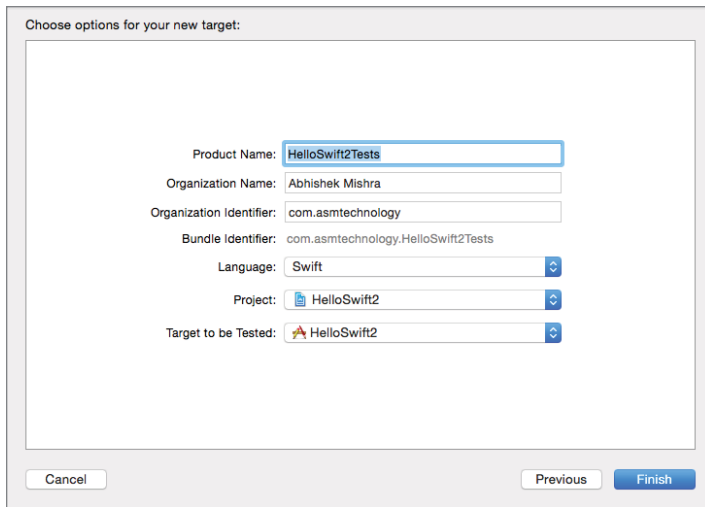 Choose options for your new target:
Product Name: HelloSwift2Tests
Organization Name: Abhishek Mishra
Organization Identifier: com.asmtechnology
Bundle Identifier: com.asmtechnology.HelloSwift2Tests
Language: Swift
Project: HelloSwift2
Target to be Tested: HelloSwift2
Cancel Previous Finish